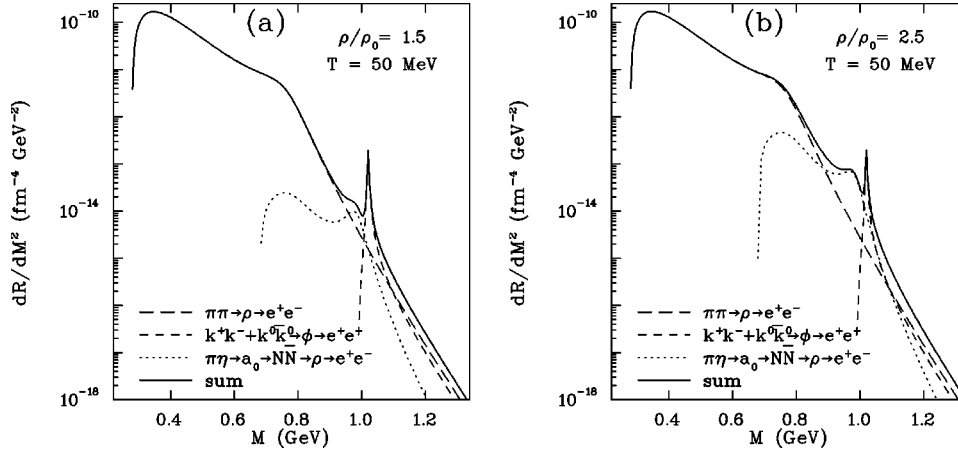 (a)
ρ/ρ₀= 1.5
T = 50 MeV
10⁻¹⁰
10⁻¹⁴
10⁻¹⁸
dR/dM² (fm⁻⁴ GeV⁻²)
ππ→ρ→e⁺e⁻
k⁺k⁻+k⁰k̅⁰→ϕ→e⁺e⁺
πη→a₀→NN̅→ρ→e⁺e⁻
sum
0.4 0.6 0.8 1.0 1.2
M (GeV)
(b)
ρ/ρ₀= 2.5
T = 50 MeV
10⁻¹⁰
10⁻¹⁴
10⁻¹⁸
dR/dM² (fm⁻⁴ GeV⁻²)
ππ→ρ→e⁺e⁻
k⁺k⁻+k⁰k̅⁰→ϕ→e⁺e⁺
πη→a₀→NN̅→ρ→e⁺e⁻
sum
0.4 0.6 0.8 1.0 1.2
M (GeV)